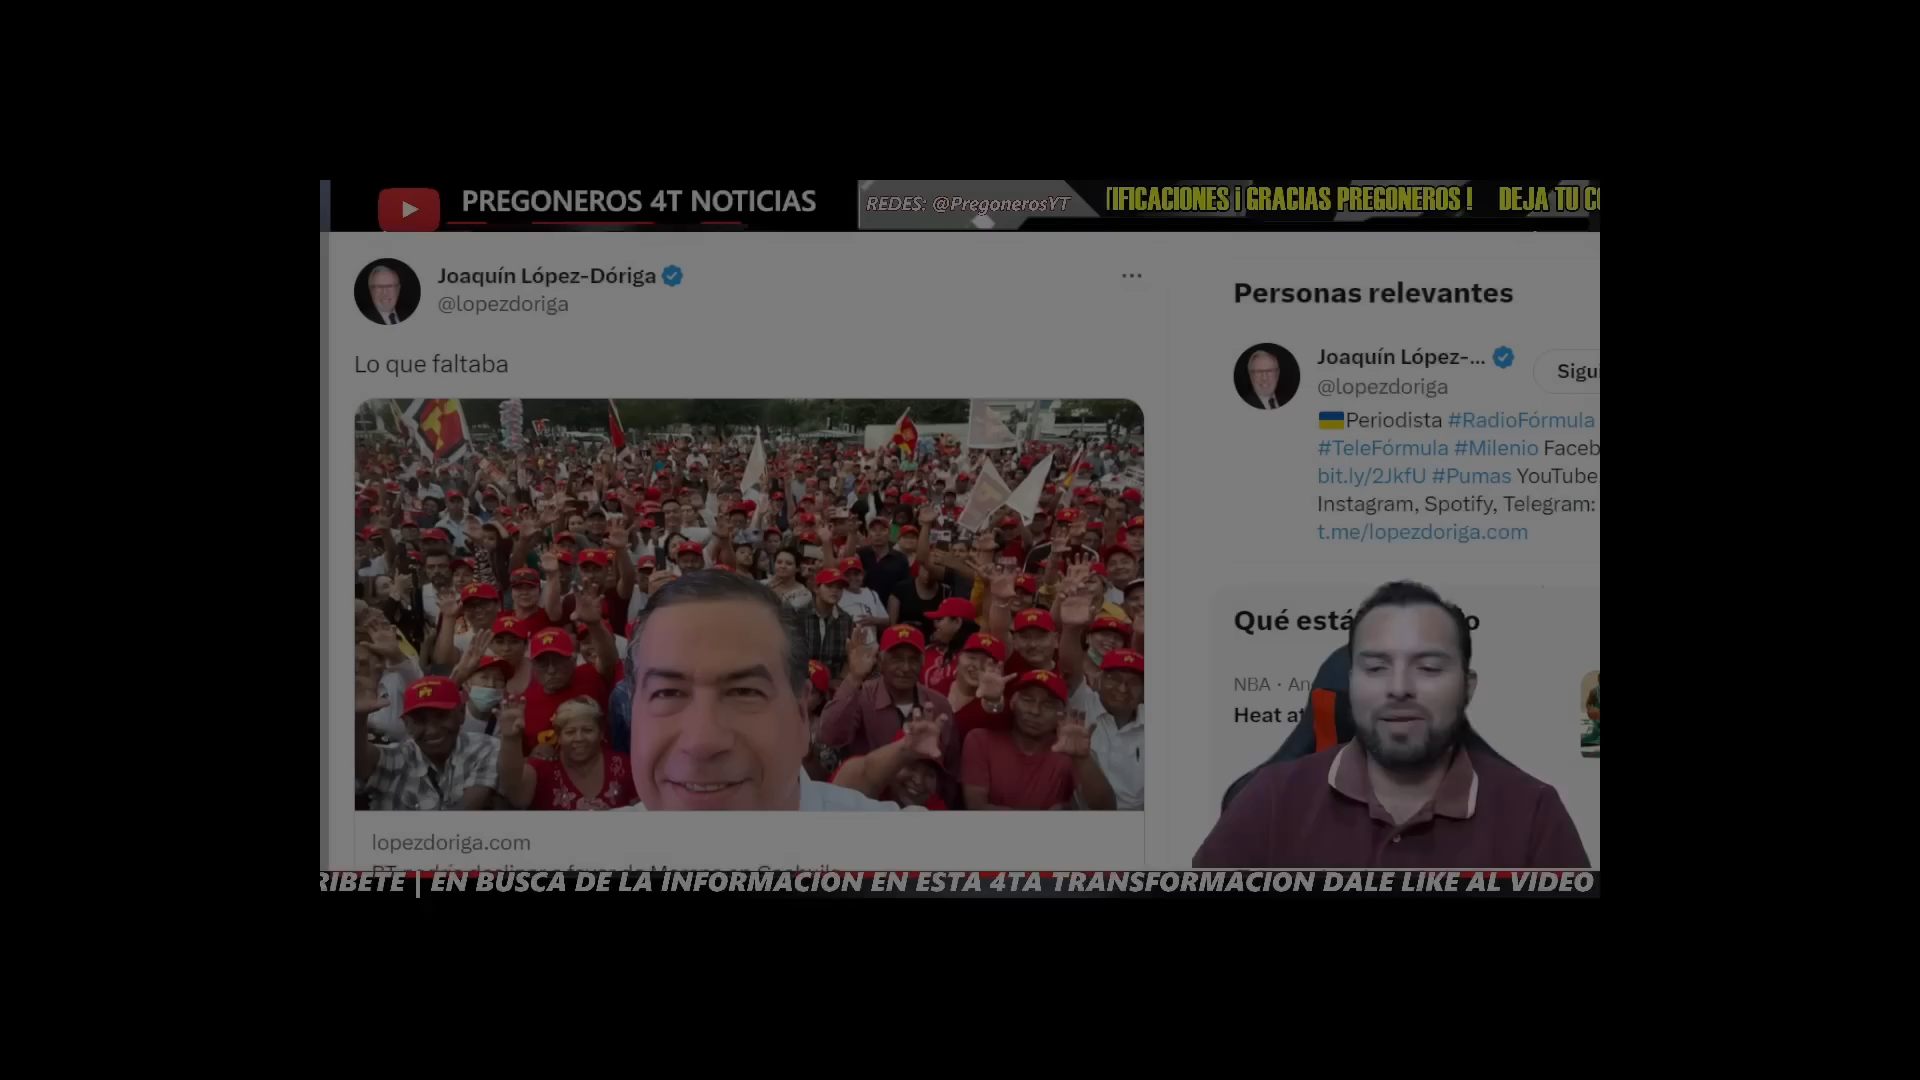 PREGONEROS 4T NOTICIAS
REDES: @PregonerosYT
TIFICACIONES ¡ GRACIAS PREGONEROS ! DEJA TU
Joaquín López-Dóriga
@lopezdoriga
Lo que faltaba
lopezdoriga.com
Personas relevantes
Joaquín López-...
@lopezdoriga
Sigu
Periodista #RadioFórmula
#TeleFórmula #Milenio Faceb
bit.ly/2JkfU #Pumas YouTube
Instagram, Spotify, Telegram:
t.me/lopezdoriga.com
Qué está
NBA · An
Heat at
RIBETE | EN BUSCA DE LA INFORMACIÓN EN ESTA 4TA TRANSFORMACIÓN DALE LIKE AL VIDEO